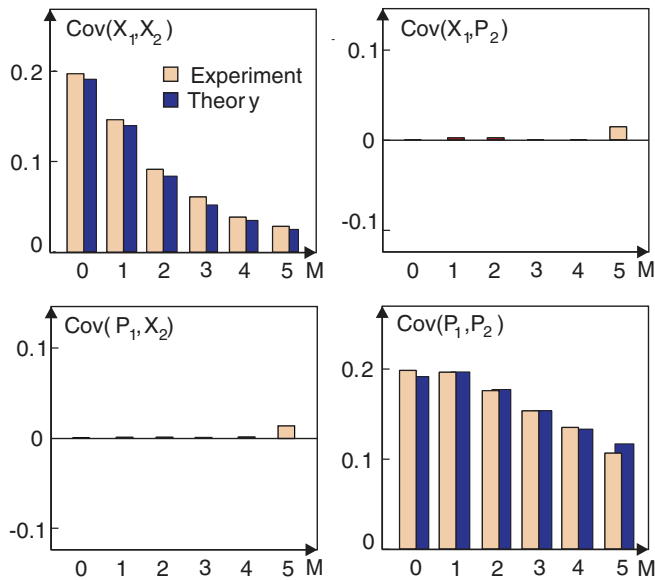 Cov(X1,X2)
0.2
Experiment
Theory
0.1
0
0 1 2 3 4 5 M
Cov(X1,P2)
0.1
0
-0.1
0 1 2 3 4 5 M
Cov(P1,X2)
0.1
0
-0.1
0 1 2 3 4 5 M
Cov(P1,P2)
0.2
0.1
0
0 1 2 3 4 5 M